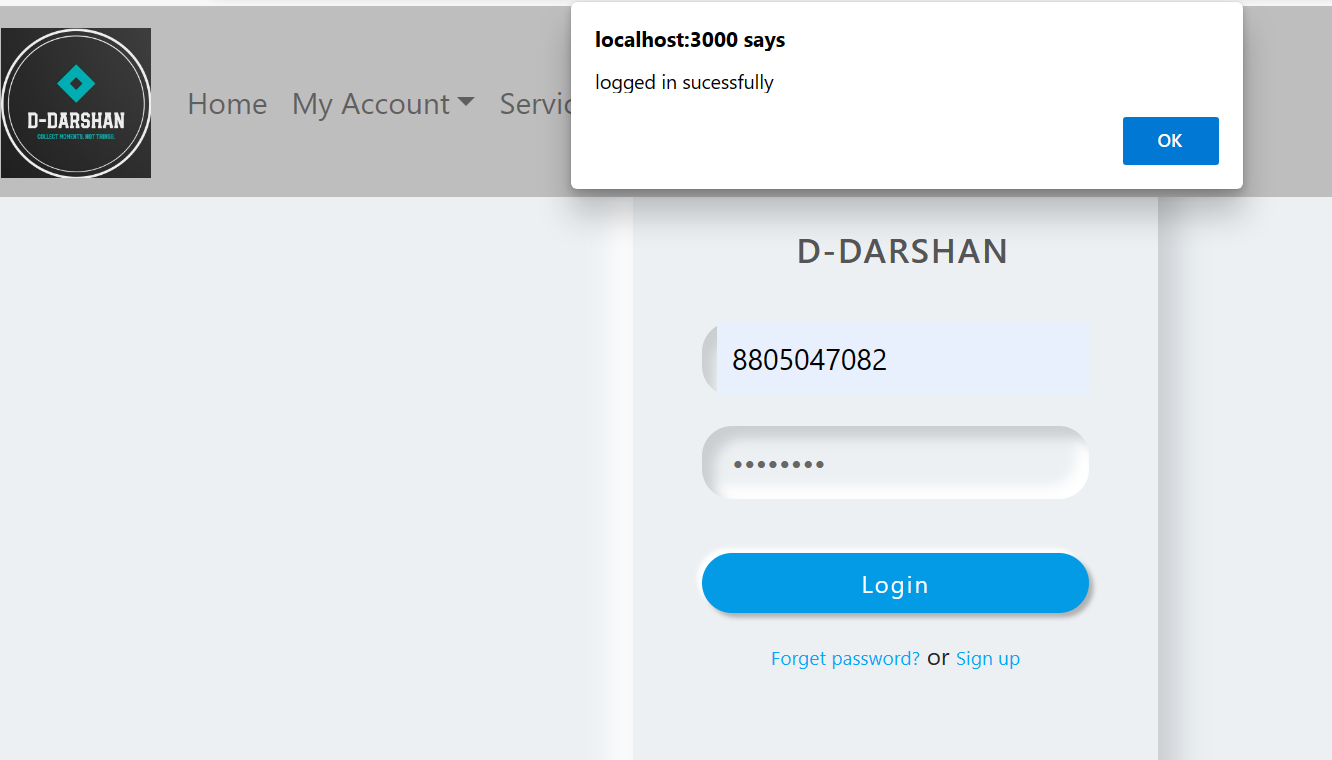 localhost:3000 says
logged in sucessfully
OK
D-DARSHAN
COLLECT MOMENTS, NOT THINGS.
Home My Account Servic
D-DARSHAN
8805047082
••••••••
Login
Forget password? or Sign up